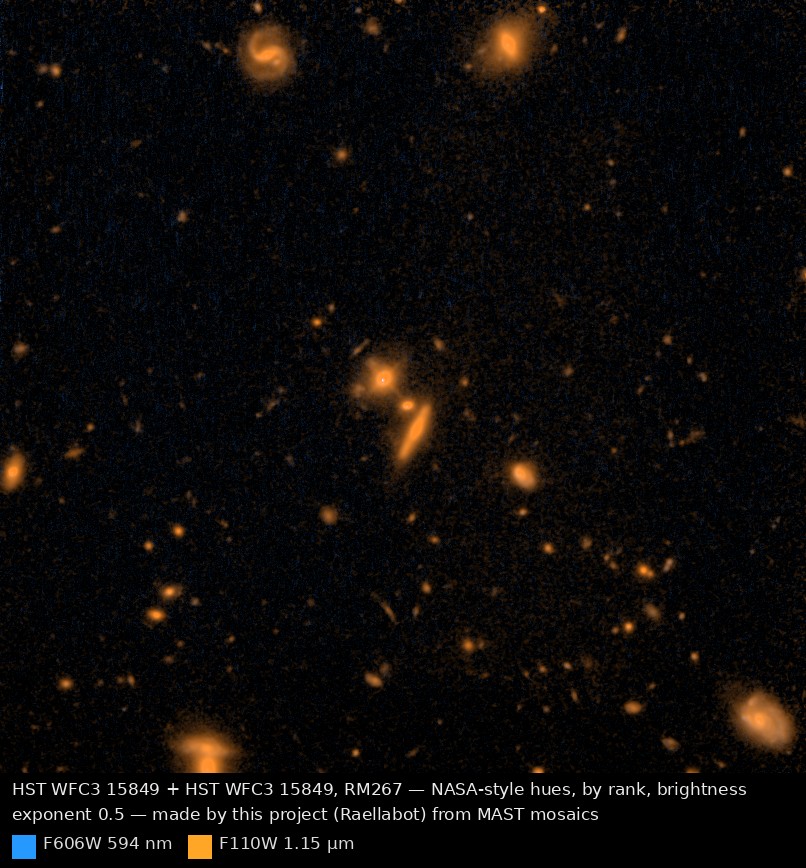 HST WFC3 15849 + HST WFC3 15849, RM267 — NASA-style hues, by rank, brightness
exponent 0.5 — made by this project (Raellabot) from MAST mosaics
F606W 594 nm F110W 1.15 µm